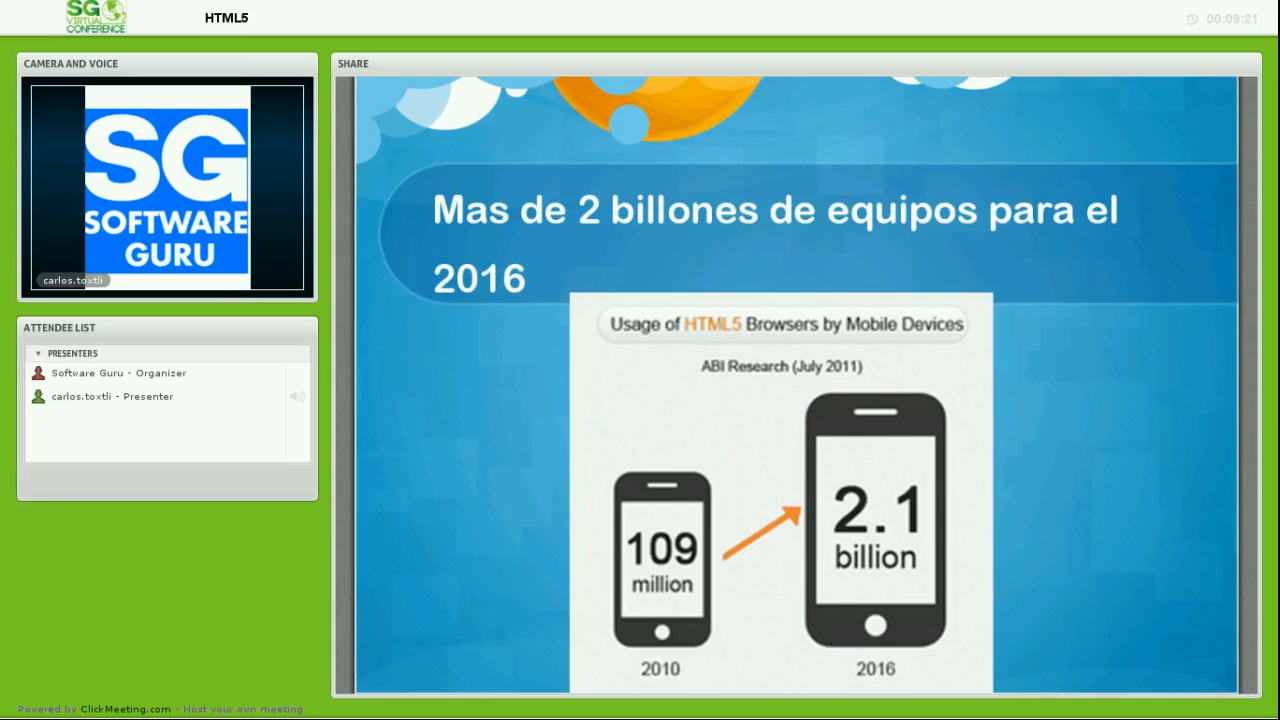 SG
VIRTUAL
CONFERENCE
HTML5
00:09:21
CAMERA AND VOICE
SG
SOFTWARE
GURU
carlos.toxtli
ATTENDEE LIST
PRESENTERS
Software Guru - Organizer
carlos.toxtli - Presenter
SHARE
Mas de 2 billones de equipos para el
2016
Usage of HTML5 Browsers by Mobile Devices
ABI Research (July 2011)
109
million
2.1
billion
2010
2016
Powered by ClickMeeting.com - Host your own meeting